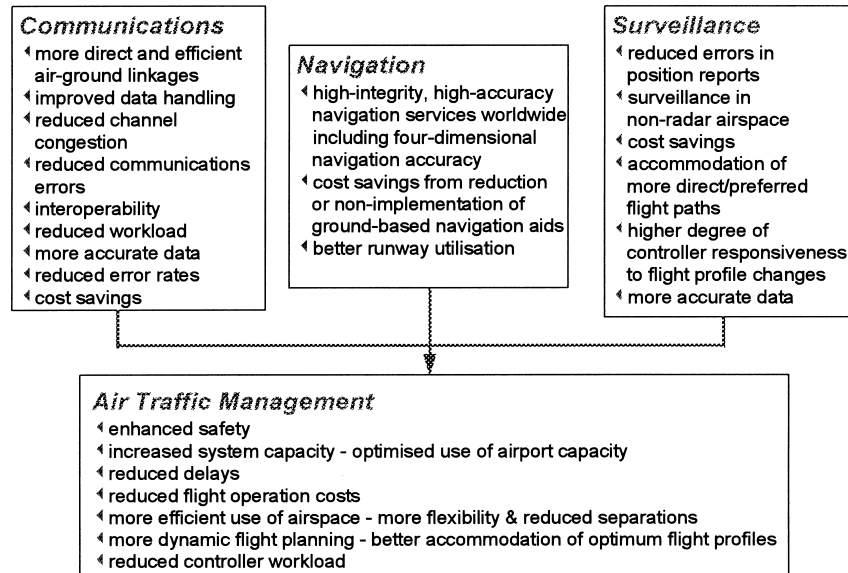 Communications
more direct and efficient
air-ground linkages
improved data handling
reduced channel
congestion
reduced communications
errors
interoperability
reduced workload
more accurate data
reduced error rates
cost savings
Navigation
high-integrity, high-accuracy
navigation services worldwide
including four-dimensional
navigation accuracy
cost savings from reduction
or non-implementation of
ground-based navigation aids
better runway utilisation
Surveillance
reduced errors in
position reports
surveillance in
non-radar airspace
cost savings
accommodation of
more direct/preferred
flight paths
higher degree of
controller responsiveness
to flight profile changes
more accurate data
Air Traffic Management
enhanced safety
increased system capacity - optimised use of airport capacity
reduced delays
reduced flight operation costs
more efficient use of airspace - more flexibility & reduced separations
more dynamic flight planning - better accommodation of optimum flight profiles
reduced controller workload